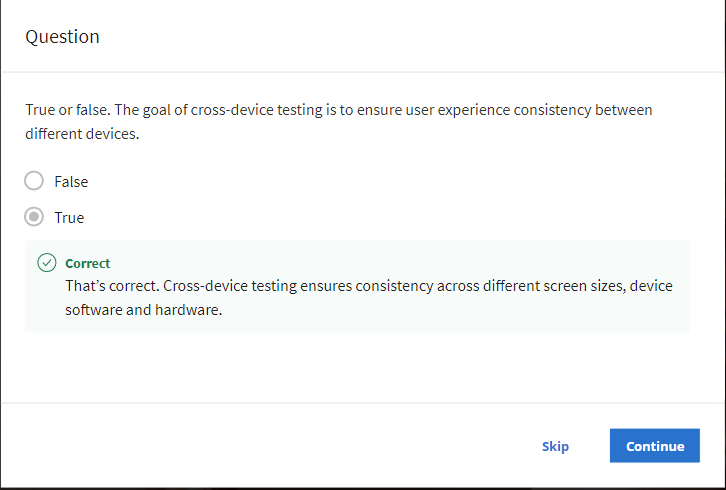 Question
True or false. The goal of cross-device testing is to ensure user experience consistency between
different devices.
False
True
Correct
That’s correct. Cross-device testing ensures consistency across different screen sizes, device
software and hardware.
Skip
Continue